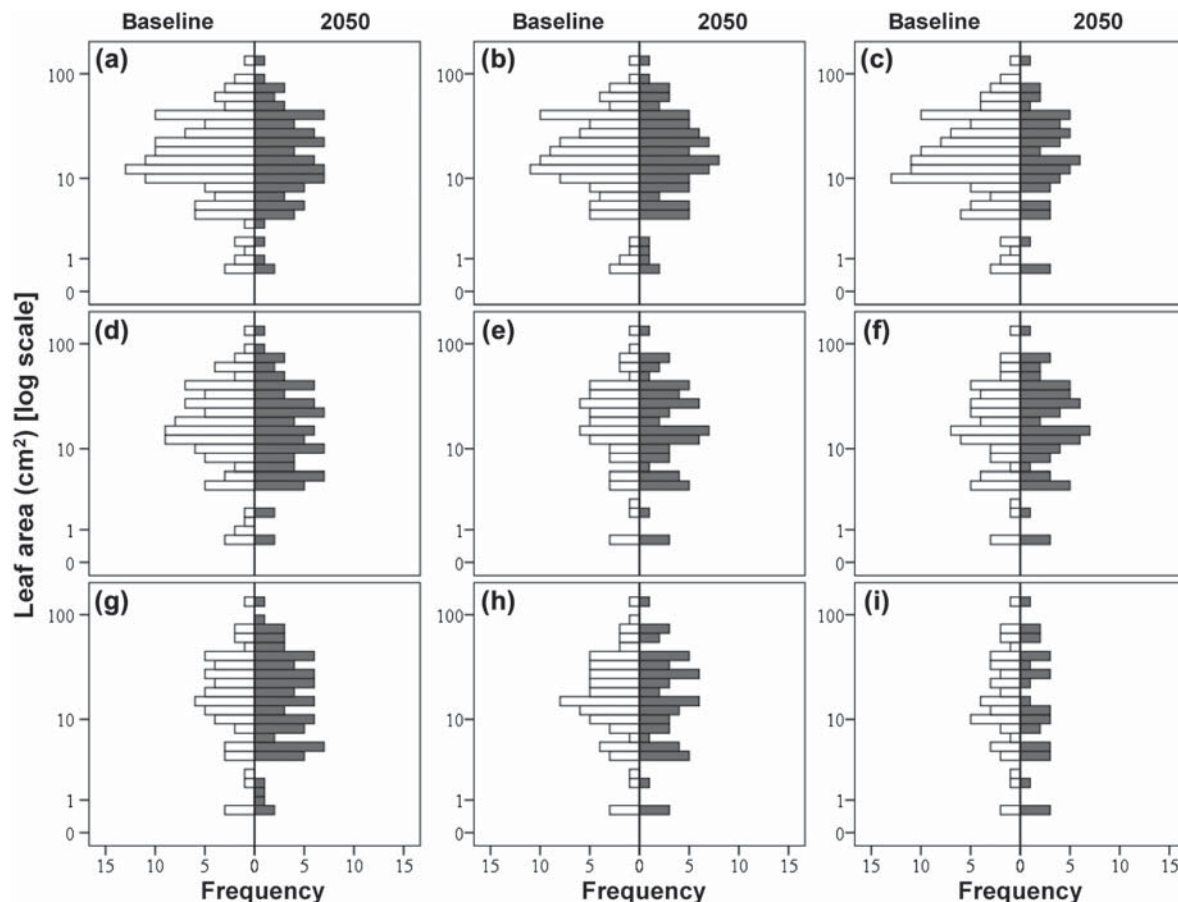 Baseline 2050 Baseline 2050 Baseline 2050
(a) (b) (c)
100 100 100
10 10 10
1 1 1
0 0 0
(d) (e) (f)
100 100 100
10 10 10
1 1 1
0 0 0
(g) (h) (i)
100 100 100
10 10 10
1 1 1
0 0 0
15 10 5 0 5 10 15 15 10 5 0 5 10 15 15 10 5 0 5 10 15
Frequency Frequency Frequency
Leaf area (cm²) [log scale]